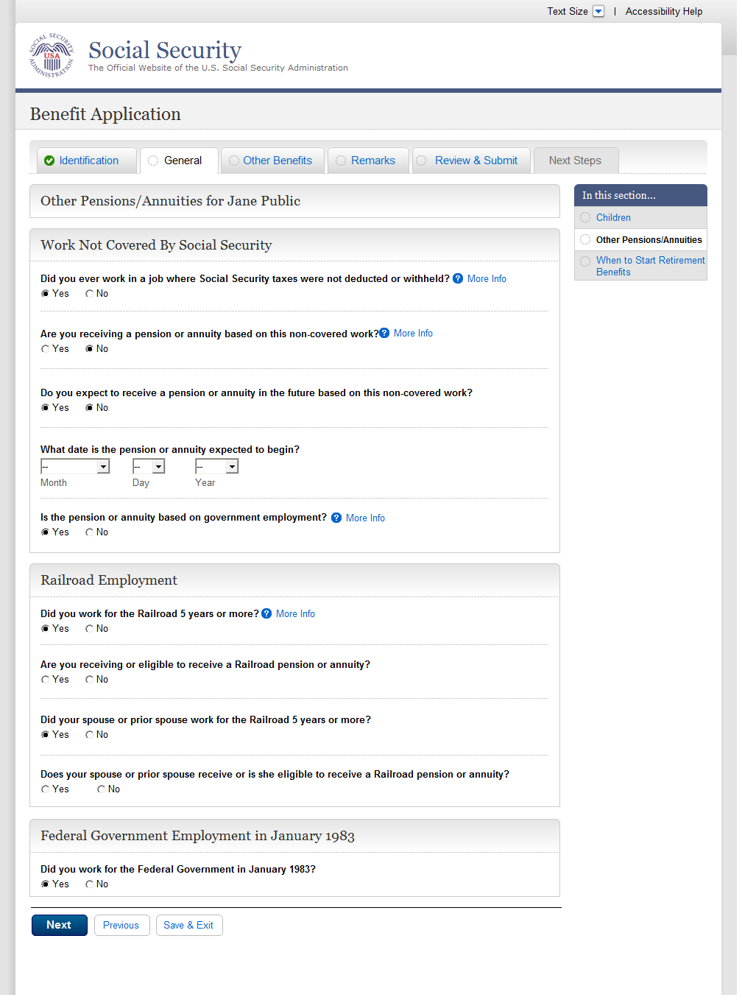 Text Size | Accessibility Help
SOCIAL SECURITY ADMINISTRATION
USA
Social Security
The Official Website of the U.S. Social Security Administration
Benefit Application
Identification General Other Benefits Remarks Review & Submit Next Steps
Other Pensions/Annuities for Jane Public
In this section...
Children
Other Pensions/Annuities
When to Start Retirement
Benefits
Work Not Covered By Social Security
Did you ever work in a job where Social Security taxes were not deducted or withheld? ? More Info
Yes No
Are you receiving a pension or annuity based on this non-covered work? ? More Info
Yes No
Do you expect to receive a pension or annuity in the future based on this non-covered work?
Yes No
What date is the pension or annuity expected to begin?
-- -- --
Month Day Year
Is the pension or annuity based on government employment? ? More Info
Yes No
Railroad Employment
Did you work for the Railroad 5 years or more? ? More Info
Yes No
Are you receiving or eligible to receive a Railroad pension or annuity?
Yes No
Did your spouse or prior spouse work for the Railroad 5 years or more?
Yes No
Does your spouse or prior spouse receive or is she eligible to receive a Railroad pension or annuity?
Yes No
Federal Government Employment in January 1983
Did you work for the Federal Government in January 1983?
Yes No
Next Previous Save & Exit